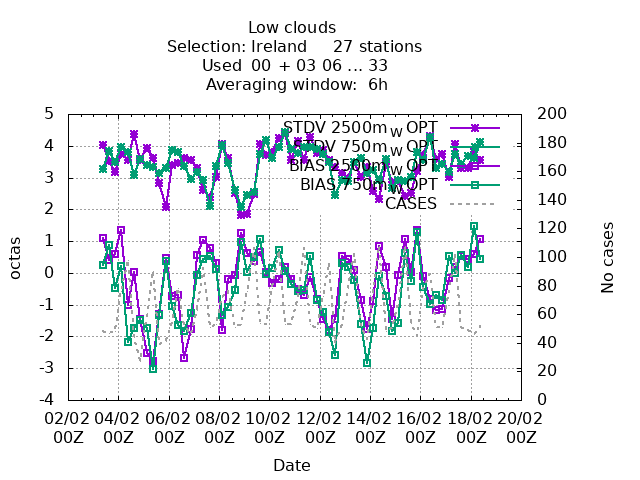 Low clouds
Selection: Ireland 27 stations
Used 00 + 03 06 ... 33
Averaging window: 6h
STDV 2500m_w OPT
STDV 750m_w OPT
BIAS 2500m_w OPT
BIAS 750m_w OPT
CASES
octas
5
4
3
2
1
0
-1
-2
-3
-4
200
180
160
140
120
100
80
60
40
20
0
No cases
02/02 04/02 06/02 08/02 10/02 12/02 14/02 16/02 18/02 20/02
00Z 00Z 00Z 00Z 00Z 00Z 00Z 00Z 00Z 00Z
Date